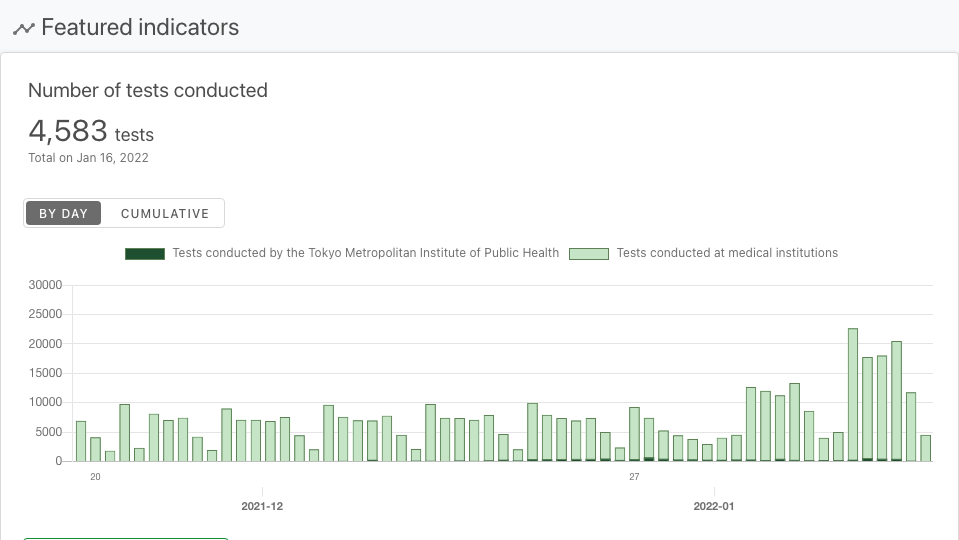 Featured indicators
Number of tests conducted
4,583 tests
Total on Jan 16, 2022
BY DAY CUMULATIVE
Tests conducted by the Tokyo Metropolitan Institute of Public Health Tests conducted at medical institutions
30000
25000
20000
15000
10000
5000
0
20 27
2021-12 2022-01